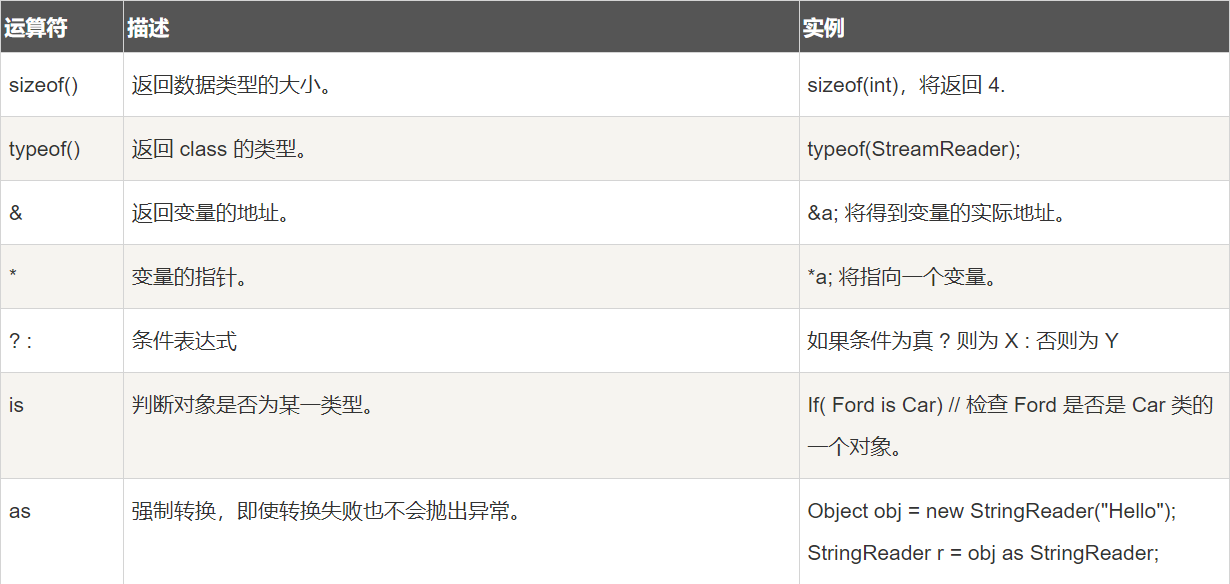 运算符 描述 实例
sizeof() 返回数据类型的大小。 sizeof(int)，将返回 4.
typeof() 返回 class 的类型。 typeof(StreamReader);
& 返回变量的地址。 &a; 将得到变量的实际地址。
* 变量的指针。 *a; 将指向一个变量。
? : 条件表达式 如果条件为真 ? 则为 X : 否则为 Y
is 判断对象是否为某一类型。 If( Ford is Car) // 检查 Ford 是否是 Car 类的
一个对象。
as 强制转换，即使转换失败也不会抛出异常。 Object obj = new StringReader("Hello");
StringReader r = obj as StringReader;